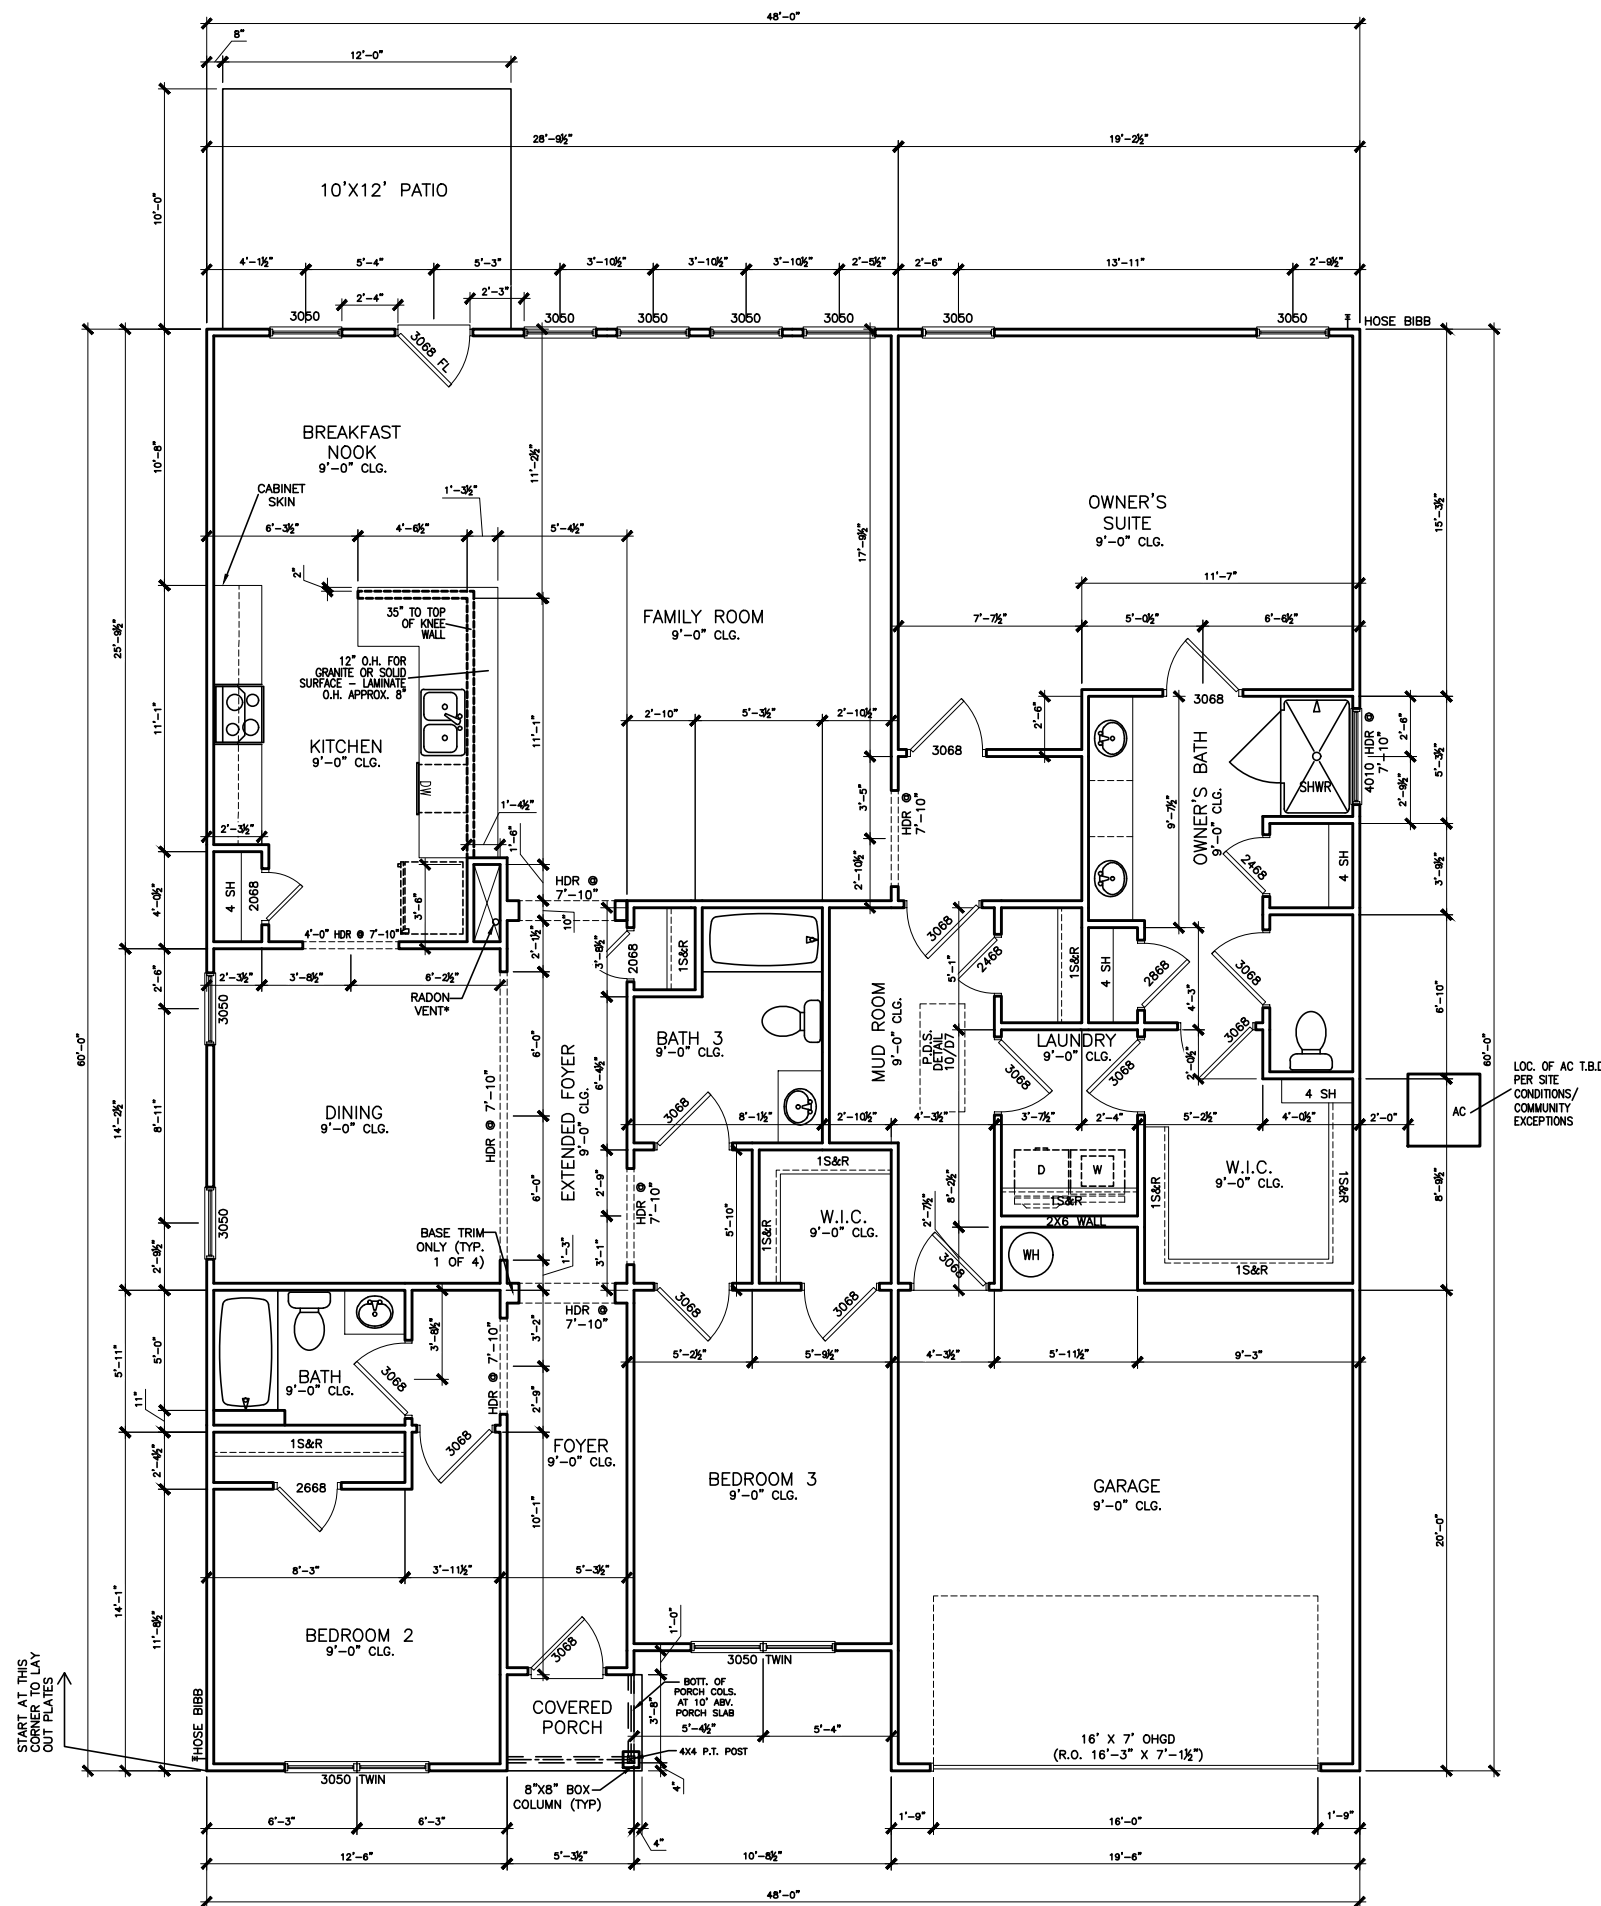 48'-0"
8"
12'-0"
28'-9½"
19'-2½"
10'X12' PATIO
10'-0"
4'-1½"
5'-4"
5'-3"
3'-10½"
3'-10½"
3'-10½"
2'-5½"
2'-6"
13'-11"
2'-9½"
2'-4"
2'-3"
3050
3050
3050
3050
3050
3050
3050
HOSE BIBB
3068 FL
BREAKFAST
NOOK
9'-0" CLG.
10'-8"
11'-2½"
15'-3½"
CABINET
SKIN
1'-3½"
6'-3½"
4'-6½"
5'-4½"
17'-9½"
OWNER'S
SUITE
9'-0" CLG.
2"
11'-7"
35" TO TOP
OF KNEE
WALL
FAMILY ROOM
9'-0" CLG.
7'-7½"
5'-0½"
6'-6½"
25'-9½"
12" O.H. FOR
GRANITE OR SOLID
SURFACE - LAMINATE
O.H. APPROX. 8"
3068
2'-10"
5'-3½"
2'-10½"
2'-6"
2'-6"
11'-1"
11'-1"
KITCHEN
9'-0" CLG.
3068
4010 HDR @
7'-10"
5'-3½"
DW
SHWR
2'-9½"
OWNER'S BATH
9'-0" CLG.
9'-7½"
1'-4½"
3'-5"
HDR @
7'-10"
2'-3½"
1'-6"
2468
4 SH
3'-9½"
4 SH
2068
4'-0½"
3'-6"
HDR @
7'-10"
2'-10½"
4'-0" HDR @ 7'-10"
10"
2'-1½"
3'-8½"
2068
1S&R
3068
5'-1"
2468
1S&R
4 SH
2868
3068
2'-6"
2'-3½"
3'-8½"
6'-2½"
3050
RADON
VENT*
4'-3"
6'-10"
60'-0"
60'-0"
6'-0"
BATH 3
9'-0" CLG.
MUD ROOM
9'-0" CLG.
P.D.S.
DETAIL
10/D7
LAUNDRY
9'-0" CLG.
3068
2'-0½"
3068
3068
LOC. OF AC T.B.D
PER SITE
CONDITIONS/
COMMUNITY
EXCEPTIONS
AC
4 SH
14'-2½"
8'-11"
DINING
9'-0" CLG.
HDR @ 7'-10"
EXTENDED FOYER
9'-0" CLG.
6'-4½"
3068
8'-1½"
2'-10½"
4'-3½"
3'-7½"
2'-4"
5'-2½"
4'-0½"
2'-0"
1S&R
D
W
W.I.C.
9'-0" CLG.
1S&R
1S&R
8'-9½"
6'-0"
2'-9"
HDR @
7'-10"
5'-10"
1S&R
W.I.C.
9'-0" CLG.
2'-7½"
8'-2½"
1S&R
2X6 WALL
3050
BASE TRIM
ONLY (TYP.
1 OF 4)
1'-3"
3'-1"
WH
3068
1S&R
2'-9½"
HDR @
7'-10"
3068
3068
5'-11"
5'-0"
BATH
9'-0" CLG.
3068
3'-8½"
HDR @ 7'-10"
3'-2"
2'-9"
5'-2½"
5'-9½"
4'-3½"
5'-11½"
9'-3"
11"
2'-4½"
1S&R
3068
FOYER
9'-0" CLG.
2668
BEDROOM 3
9'-0" CLG.
GARAGE
9'-0" CLG.
10'-1"
20'-0"
8'-3"
3'-11½"
5'-3½"
14'-1"
11'-8½"
BEDROOM 2
9'-0" CLG.
3068
1'-0"
3050 TWIN
START AT THIS
CORNER TO LAY
OUT PLATES
HOSE BIBB
COVERED
PORCH
BOTT. OF
PORCH COLS.
AT 10' ABV.
PORCH SLAB
3'-8"
5'-4½"
5'-4"
4X4 P.T. POST
16' X 7' OHGD
(R.O. 16'-3" X 7'-1½")
3050 TWIN
8"X8" BOX
COLUMN (TYP)
4"
6'-3"
6'-3"
4"
1'-9"
16'-0"
1'-9"
12'-6"
5'-3½"
10'-8½"
19'-6"
48'-0"